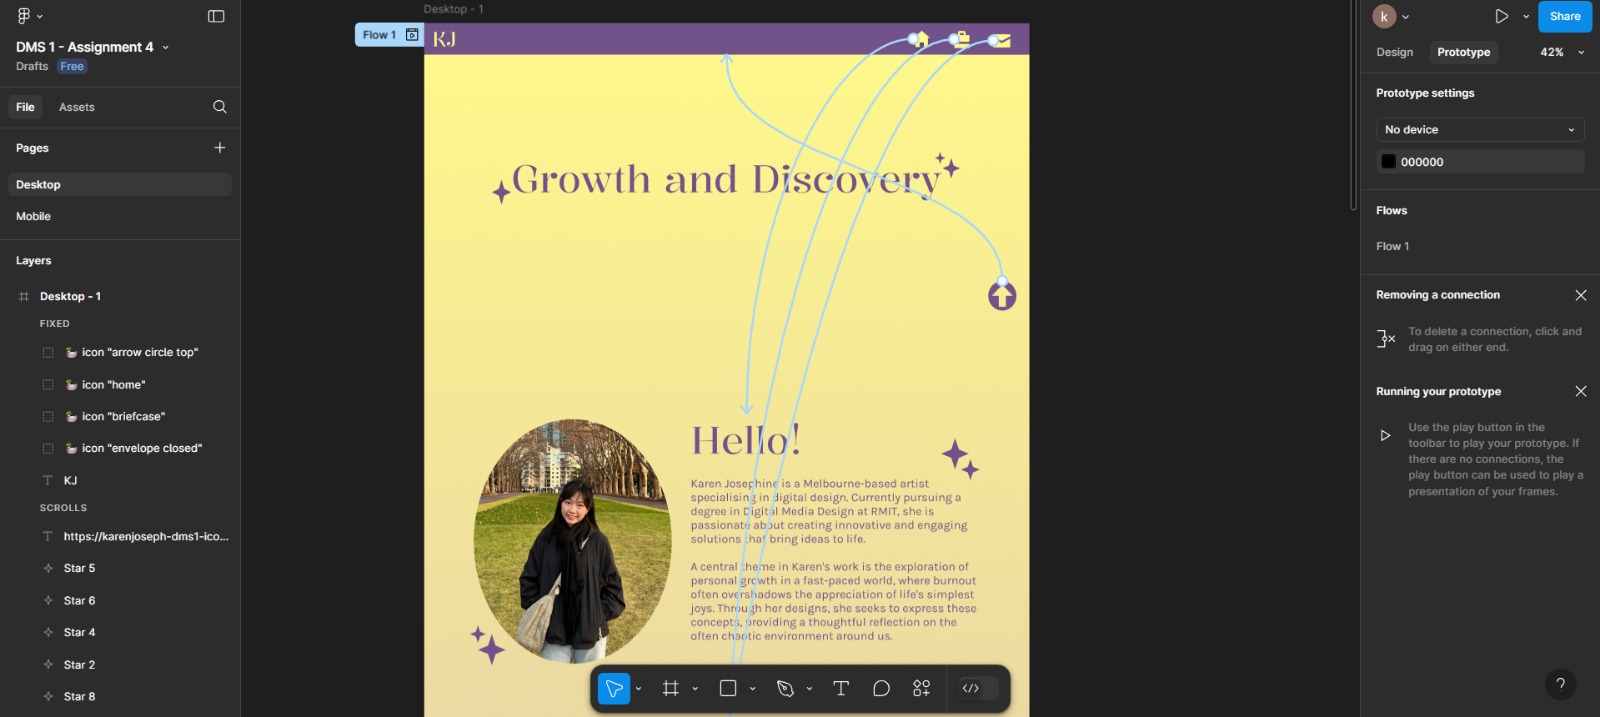 DMS 1 - Assignment 4
Drafts Free
File Assets
Pages
Desktop
Mobile
Layers
Desktop - 1
FIXED
icon "arrow circle top"
icon "home"
icon "briefcase"
icon "envelope closed"
KJ
SCROLLS
https://karenjoseph-dms1-ico...
Star 5
Star 6
Star 4
Star 2
Star 8
Desktop - 1
Flow 1
KJ
Growth and Discovery
Hello!
Karen Josephine is a Melbourne-based artist
specialising in digital design. Currently pursuing a
degree in Digital Media Design at RMIT, she is
passionate about creating innovative and engaging
solutions that bring ideas to life.
A central theme in Karen's work is the exploration of
personal growth in a fast-paced world, where burnout
often overshadows the appreciation of life's simplest
joys. Through her designs, she seeks to express these
concepts, providing a thoughtful reflection on the
often chaotic environment around us.
k
Share
Design Prototype 42%
Prototype settings
No device
000000
Flows
Flow 1
Removing a connection
To delete a connection, click and
drag on either end.
Running your prototype
Use the play button in the
toolbar to play your prototype. If
there are no connections, the
play button can be used to play a
presentation of your frames.
?